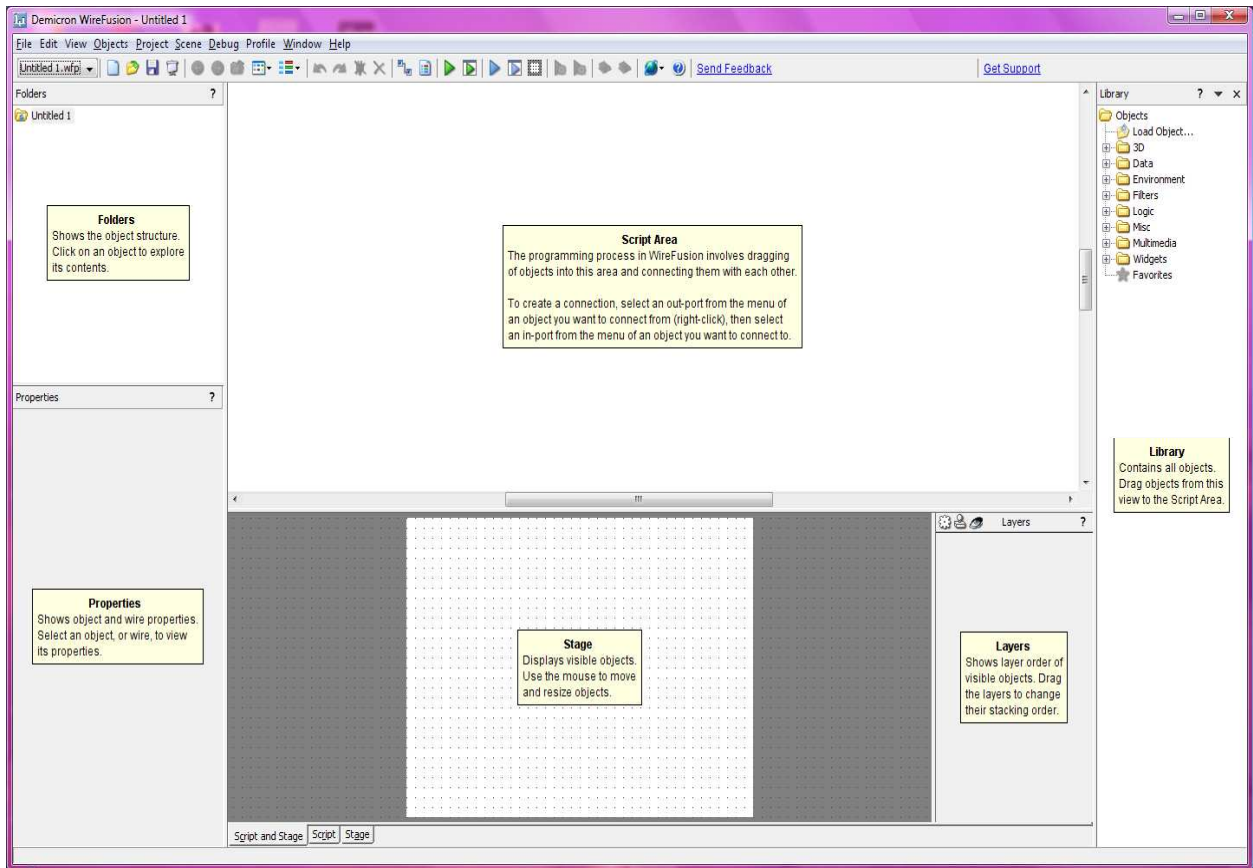 Demicron WireFusion - Untitled 1
File Edit View Objects Project Scene Debug Profile Window Help
Untitled 1.wfp
Send Feedback
Get Support
Folders ?
Untitled 1
Folders
Shows the object structure.
Click on an object to explore
its contents.
Script Area
The programming process in WireFusion involves dragging
of objects into this area and connecting them with each other.
To create a connection, select an out-port from the menu of
an object you want to connect from (right-click), then select
an in-port from the menu of an object you want to connect to.
Library ?
Objects
Load Object...
3D
Data
Environment
Filters
Logic
Misc
Multimedia
Widgets
Favorites
Library
Contains all objects.
Drag objects from this
view to the Script Area.
Properties ?
Properties
Shows object and wire properties.
Select an object, or wire, to view
its properties.
Stage
Displays visible objects.
Use the mouse to move
and resize objects.
Layers ?
Layers
Shows layer order of
visible objects. Drag
the layers to change
their stacking order.
Script and Stage Script Stage